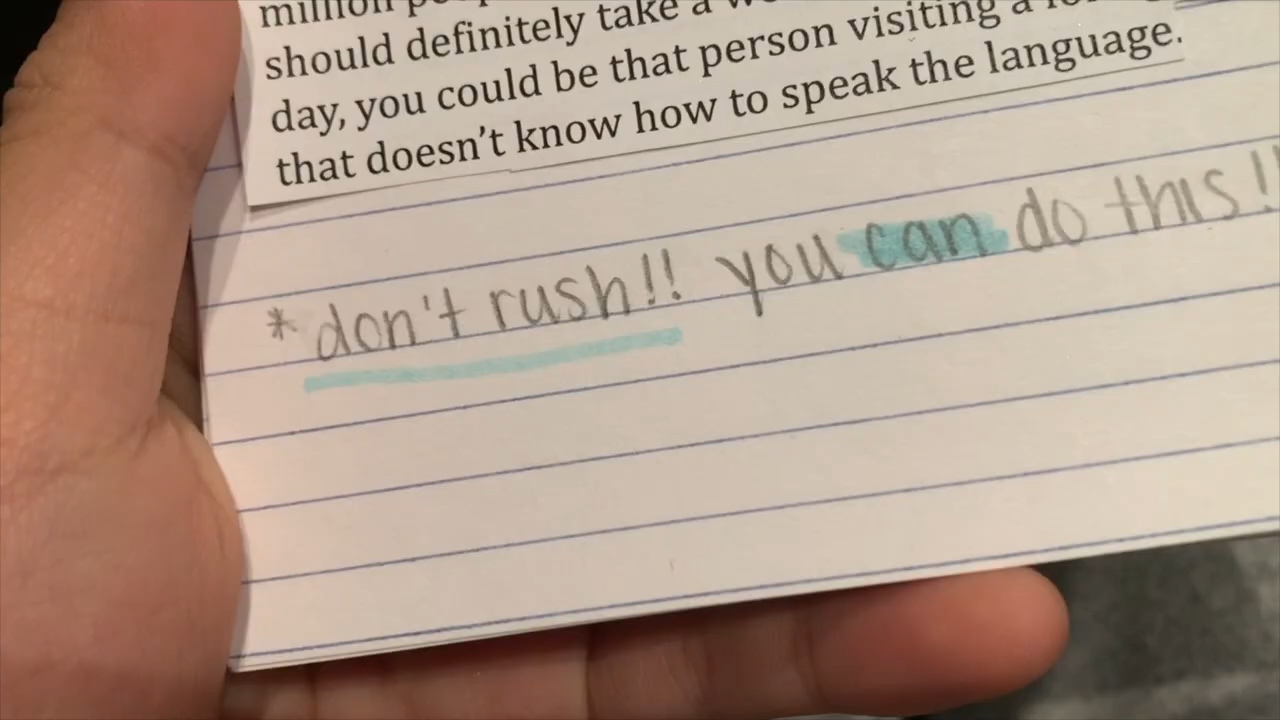 million
should definitely take a
day, you could be that person visiting a
that doesn't know how to speak the language.
*don't rush!! you can do this!!